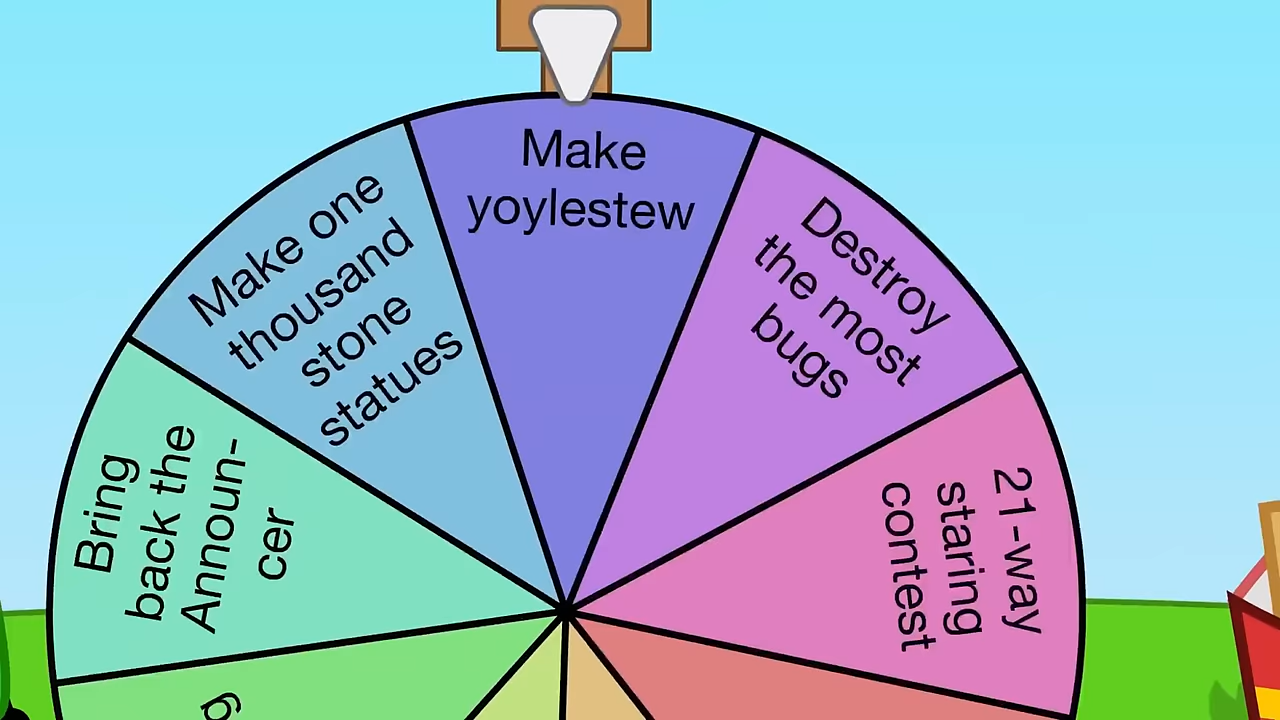 Make
yoylestew
Make one
thousand
stone
statues
Destroy
the most
bugs
Bring
back the
Announ-
cer
21-way
staring
contest
g